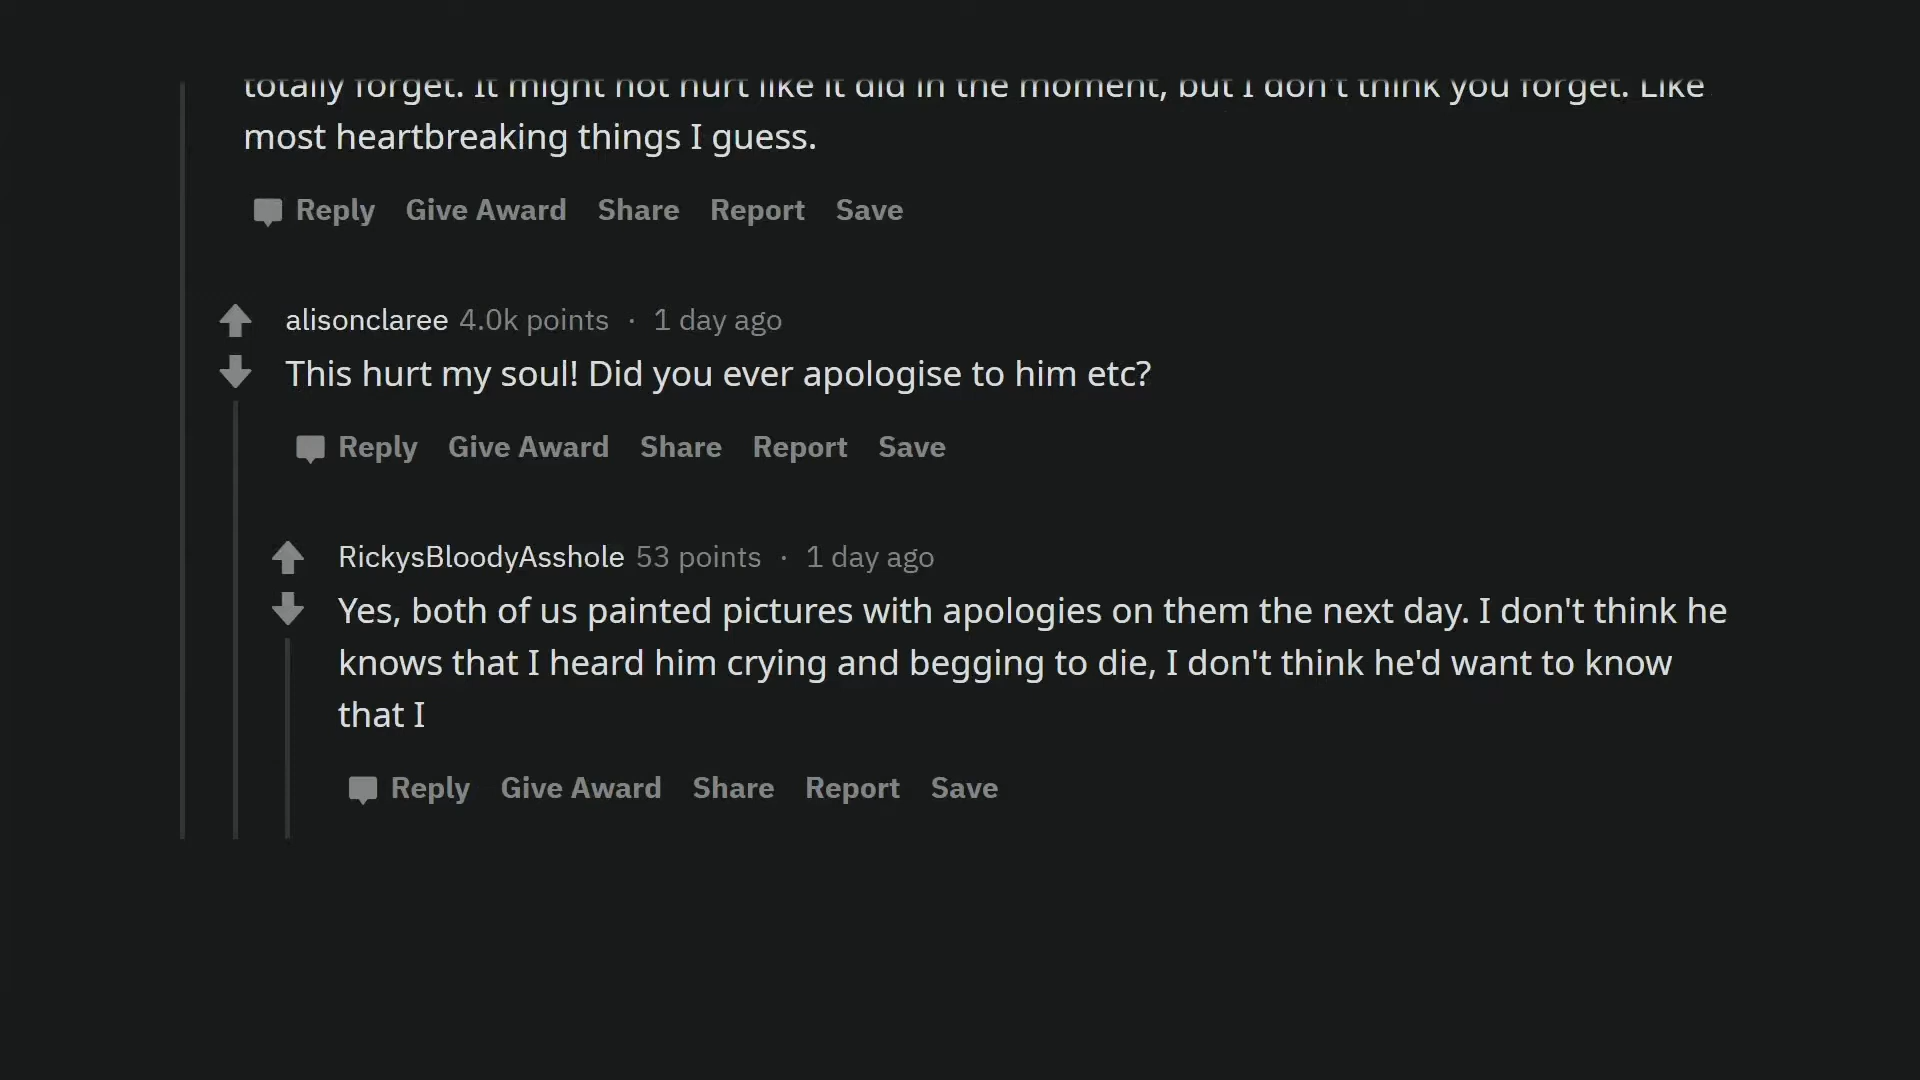 totally forget. It might not hurt like it did in the moment, but I don't think you forget. Like
most heartbreaking things I guess.
Reply Give Award Share Report Save
alisonclaree 4.0k points · 1 day ago
This hurt my soul! Did you ever apologise to him etc?
Reply Give Award Share Report Save
RickysBloodyAsshole 53 points · 1 day ago
Yes, both of us painted pictures with apologies on them the next day. I don't think he
knows that I heard him crying and begging to die, I don't think he'd want to know
that I
Reply Give Award Share Report Save